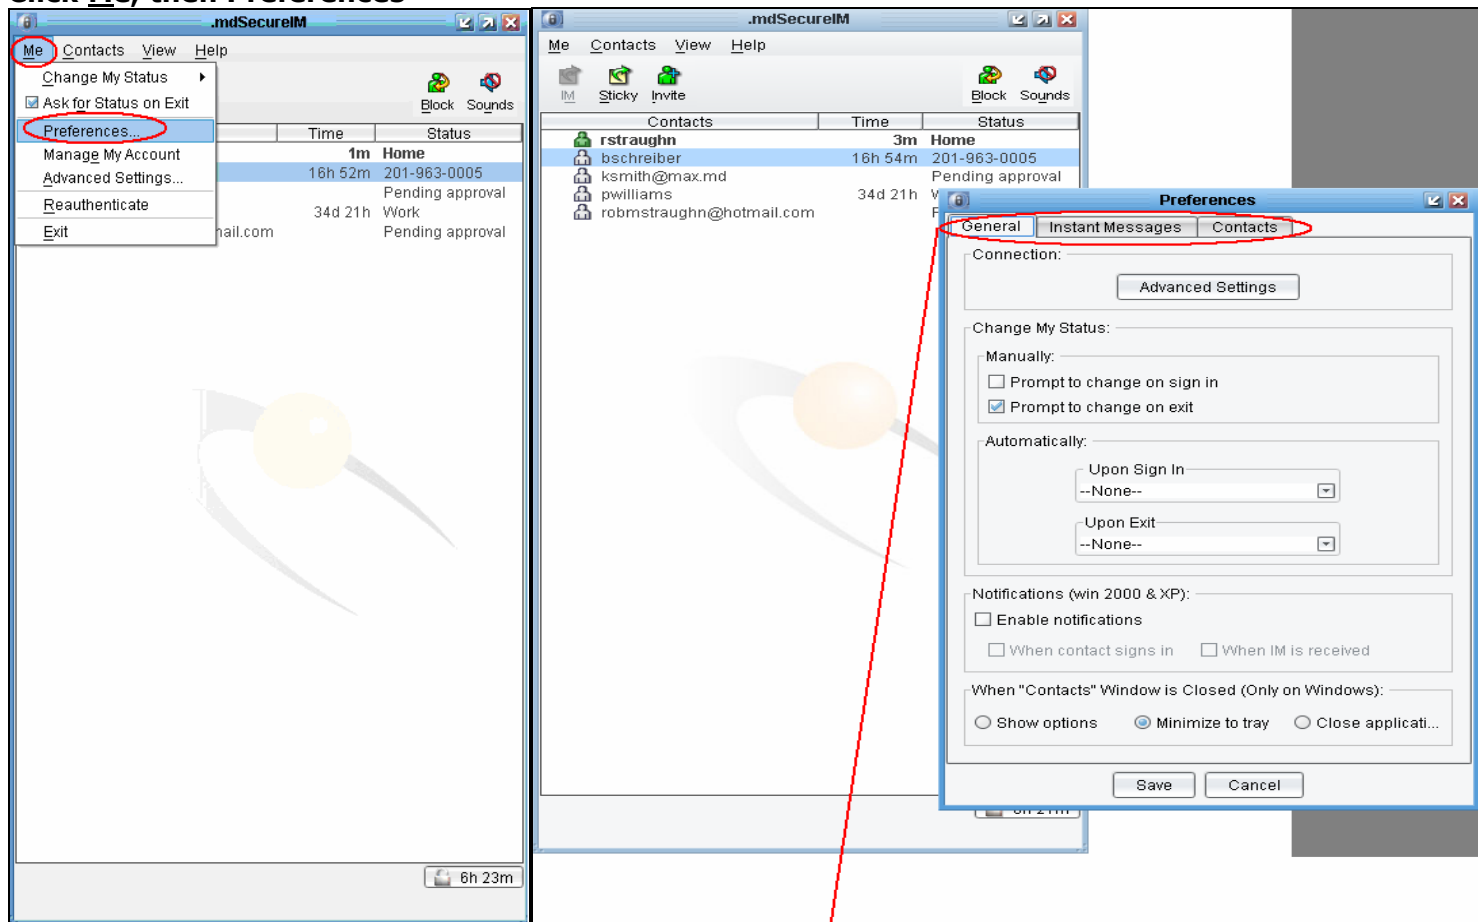 Click Me, then Preferences
.mdSecureIM
Me Contacts View Help
Change My Status
Ask for Status on Exit
Preferences...
Manage My Account
Advanced Settings...
Reauthenticate
Exit
Block Sounds
Time Status
1m Home
16h 52m 201-963-0005
Pending approval
34d 21h Work
nail.com Pending approval
6h 23m
.mdSecureIM
Me Contacts View Help
IM Sticky Invite Block Sounds
Contacts Time Status
rstraughn 3m Home
bschreiber 16h 54m 201-963-0005
ksmith@max.md Pending approval
pwilliams 34d 21h
robmstraughn@hotmail.com
Preferences
General Instant Messages Contacts
Connection:
Advanced Settings
Change My Status:
Manually:
Prompt to change on sign in
Prompt to change on exit
Automatically:
Upon Sign In
--None--
Upon Exit
--None--
Notifications (win 2000 & XP):
Enable notifications
When contact signs in When IM is received
When "Contacts" Window is Closed (Only on Windows):
Show options Minimize to tray Close applicati...
Save Cancel